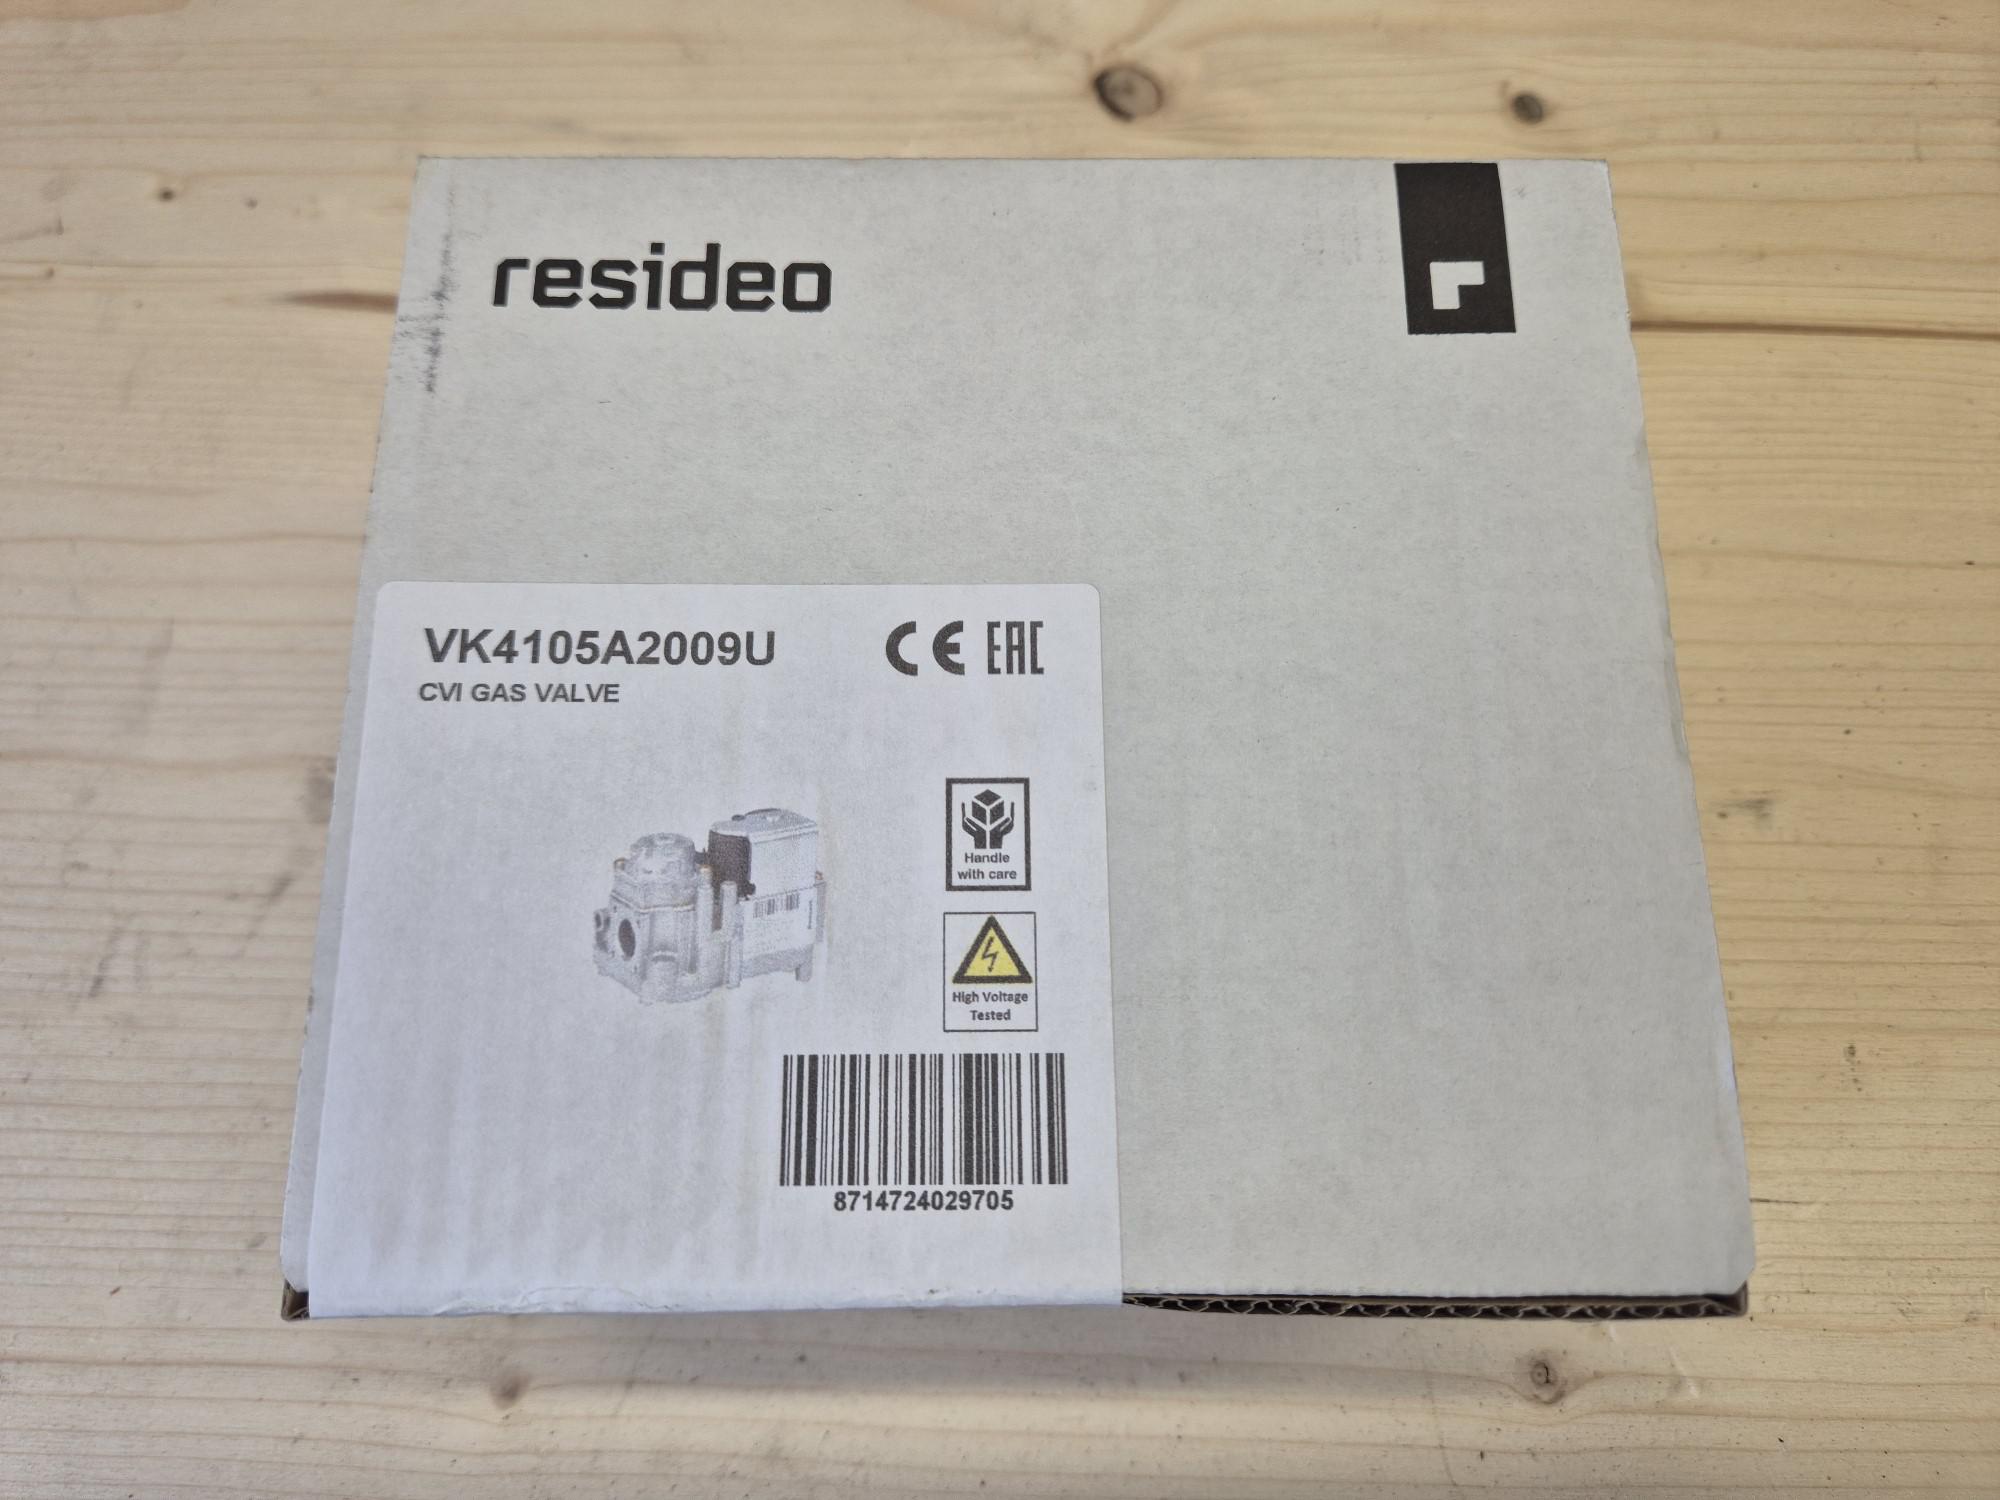 resideo
VK4105A2009U
CE EAC
CVI GAS VALVE
Handle
with care
High Voltage
Tested
8714724029705